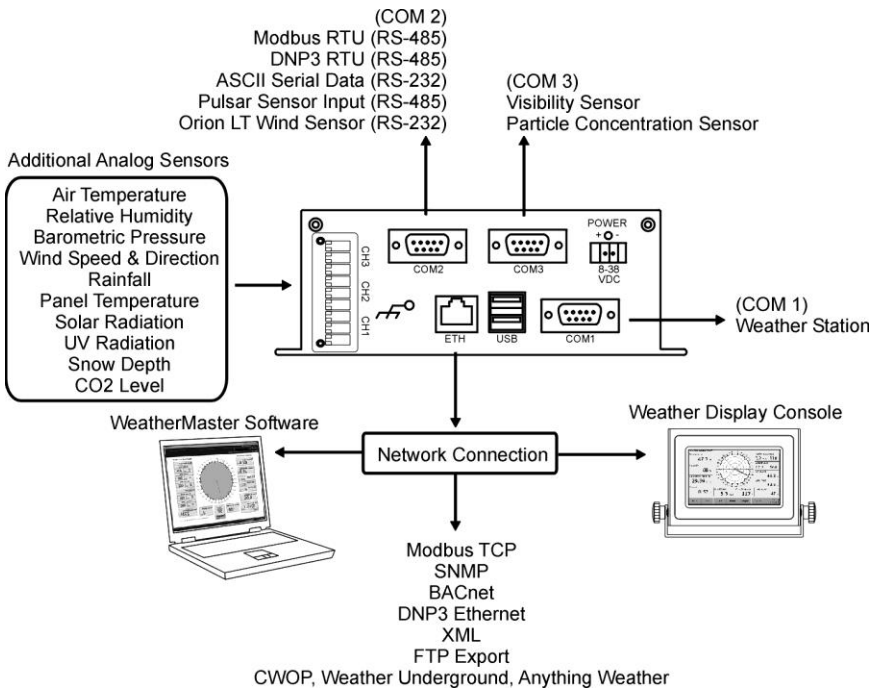 (COM 2)
Modbus RTU (RS-485)
DNP3 RTU (RS-485)
ASCII Serial Data (RS-232)
Pulsar Sensor Input (RS-485)
Orion LT Wind Sensor (RS-232)
(COM 3)
Visibility Sensor
Particle Concentration Sensor
Additional Analog Sensors
Air Temperature
Relative Humidity
Barometric Pressure
Wind Speed & Direction
Rainfall
Panel Temperature
Solar Radiation
UV Radiation
Snow Depth
CO2 Level
CH3
CH2
CH1
COM2
COM3
POWER
+ -
8-38
VDC
ETH
USB
COM1
(COM 1)
Weather Station
WeatherMaster Software
Network Connection
Weather Display Console
Modbus TCP
SNMP
BACnet
DNP3 Ethernet
XML
FTP Export
CWOP, Weather Underground, Anything Weather